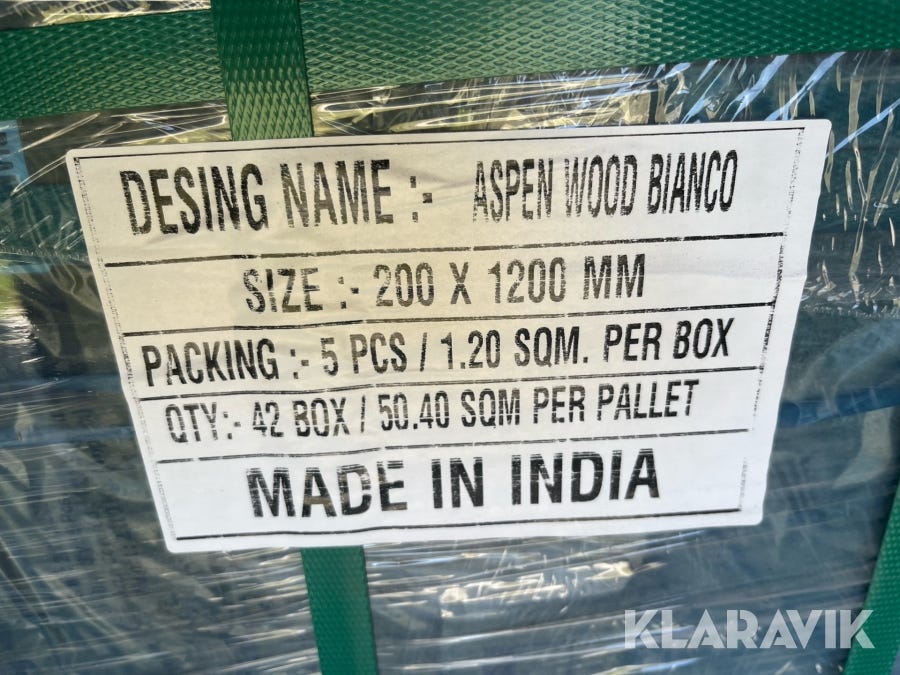 DESING NAME :- ASPEN WOOD BIANCO
SIZE :- 200 X 1200 MM
PACKING :- 5 PCS / 1.20 SQM. PER BOX
QTY:- 42 BOX / 50.40 SQM PER PALLET
MADE IN INDIA
KLARAVIK